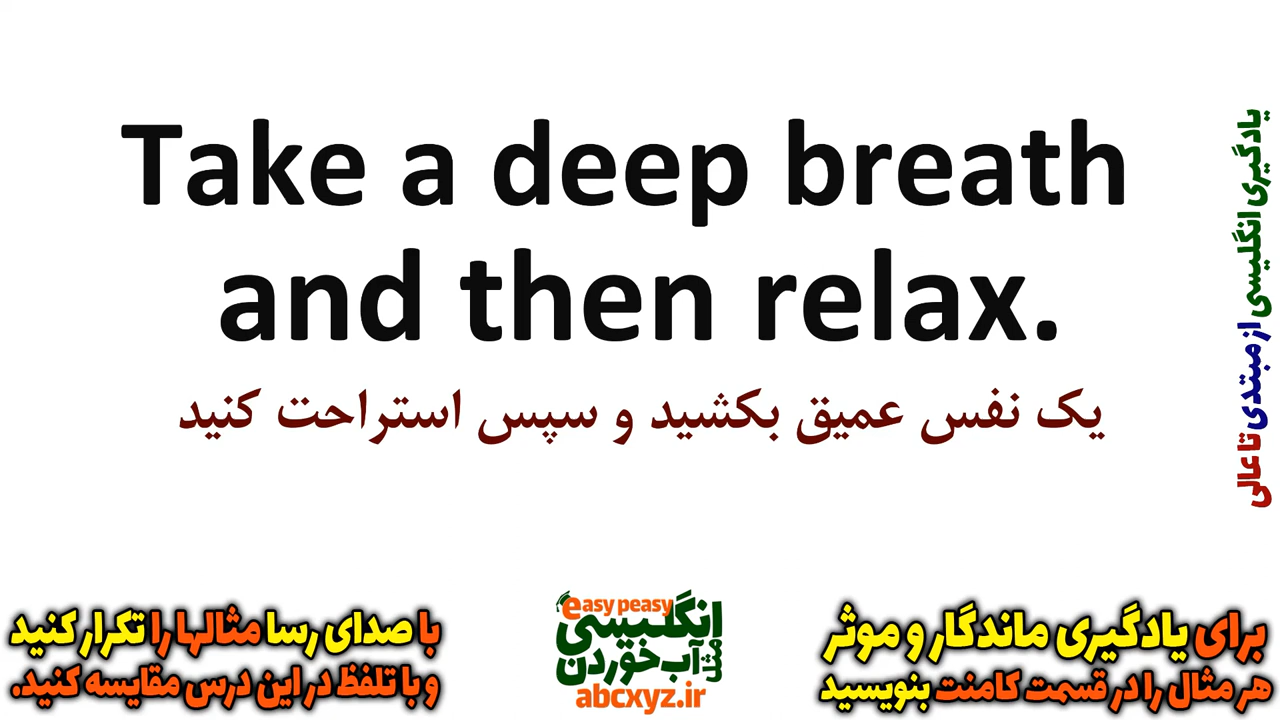 Take a deep breath
and then relax.
یک نفس عمیق بکشید و سپس استراحت کنید
یادگیری انگلیسی از مبتدی تا عالی
برای یادگیری ماندگار و موثر
هر مثال را در قسمت کامنت بنویسید
easy peasy
انگلیسی
مثل آب خوردن
abcxyz.ir
با صدای رسا مثالها را تکرار کنید
و با تلفظ در این درس مقایسه کنید.